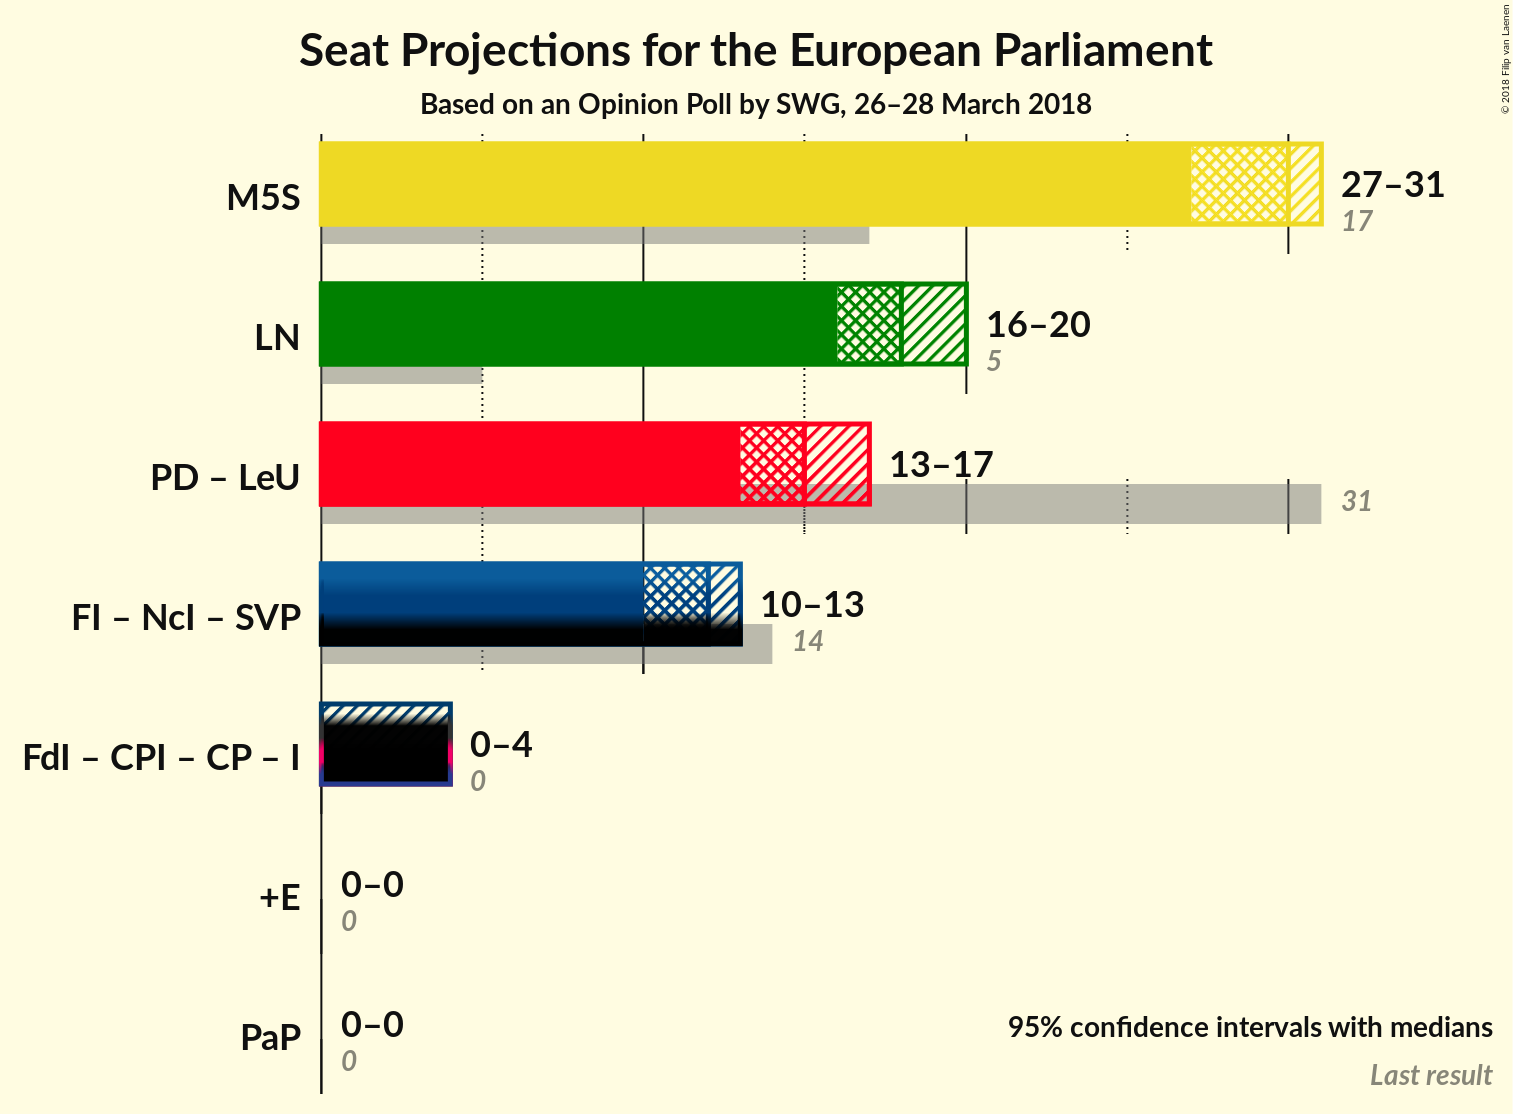 Seat Projections for the European Parliament
Based on an Opinion Poll by SWG, 26–28 March 2018
© 2018 Filip van Laenen
M5S
27–31
17
LN
16–20
5
PD – LeU
13–17
31
FI – NcI – SVP
10–13
14
FdI – CPI – CP – I
0–4
0
+E
0–0
0
PaP
0–0
0
95% confidence intervals with medians
Last result